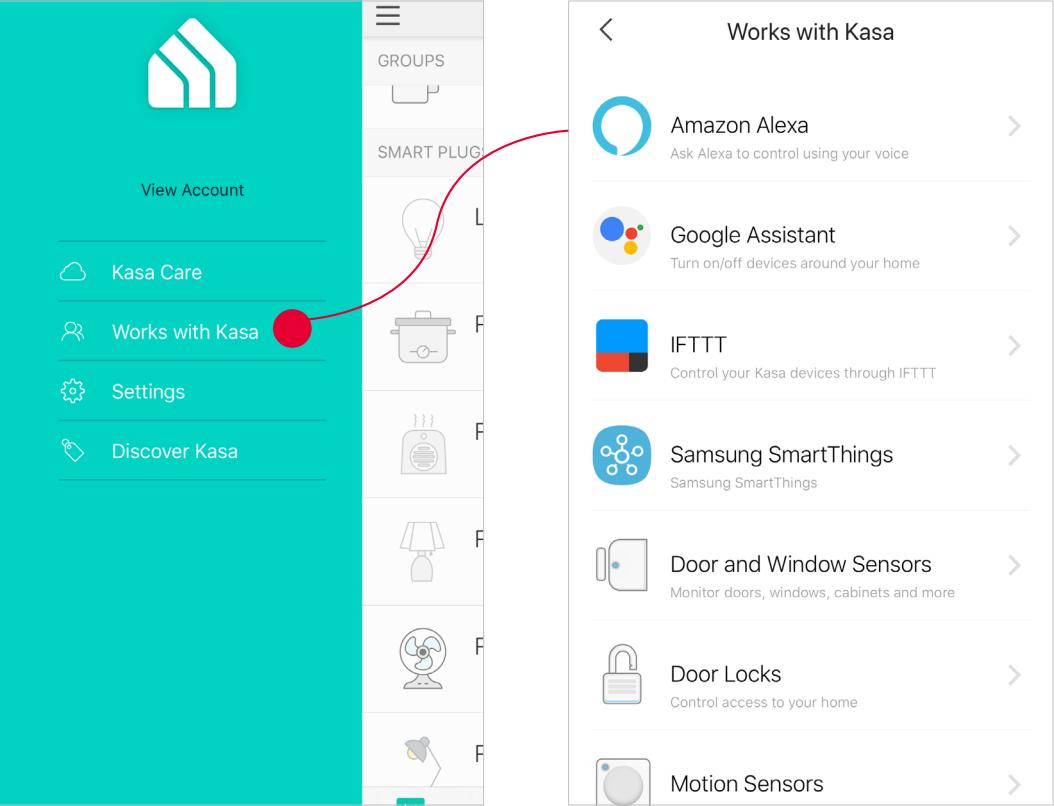 View Account
Kasa Care
Works with Kasa
Settings
Discover Kasa
GROUPS
SMART PLUGS
L
F
F
F
F
F
Works with Kasa
Amazon Alexa
Ask Alexa to control using your voice
Google Assistant
Turn on/off devices around your home
IFTTT
Control your Kasa devices through IFTTT
Samsung SmartThings
Samsung SmartThings
Door and Window Sensors
Monitor doors, windows, cabinets and more
Door Locks
Control access to your home
Motion Sensors